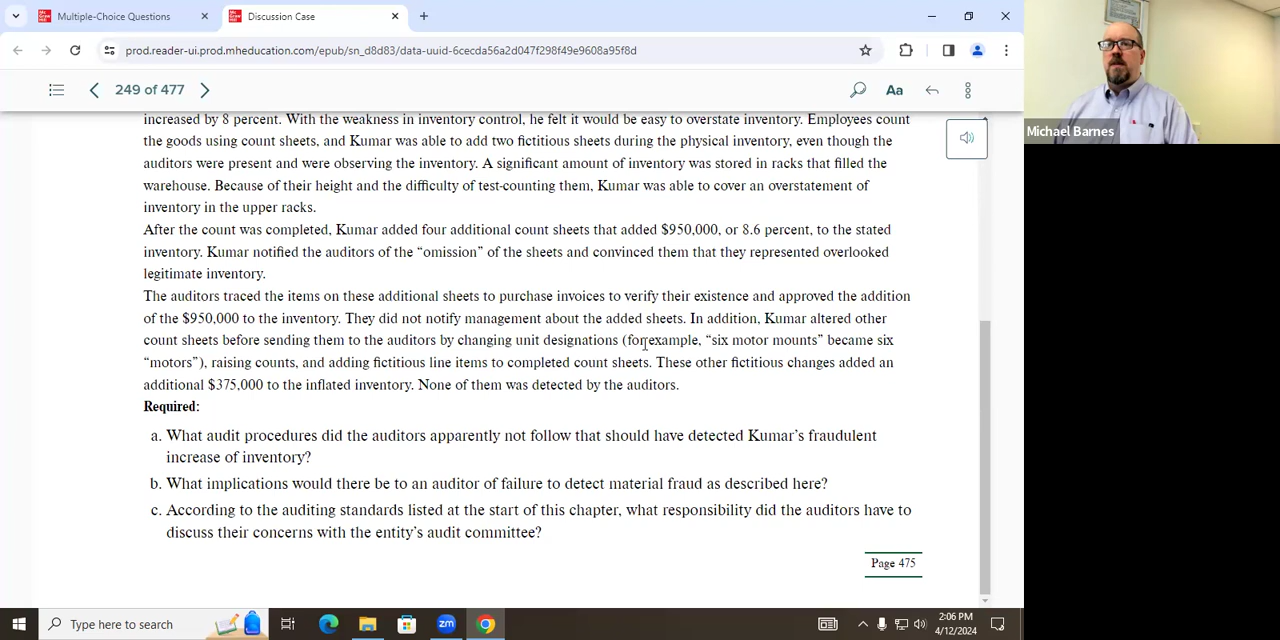 Multiple-Choice Questions
Discussion Case
prod.reader-ui.prod.mheducation.com/epub/sn_d8d83/data-uuid-6cecda56a2d047f298f49e9608a95f8d
249 of 477
Aa
increased by 8 percent. With the weakness in inventory control, he felt it would be easy to overstate inventory. Employees count
the goods using count sheets, and Kumar was able to add two fictitious sheets during the physical inventory, even though the
auditors were present and were observing the inventory. A significant amount of inventory was stored in racks that filled the
warehouse. Because of their height and the difficulty of test-counting them, Kumar was able to cover an overstatement of
inventory in the upper racks.
After the count was completed, Kumar added four additional count sheets that added $950,000, or 8.6 percent, to the stated
inventory. Kumar notified the auditors of the “omission” of the sheets and convinced them that they represented overlooked
legitimate inventory.
The auditors traced the items on these additional sheets to purchase invoices to verify their existence and approved the addition
of the $950,000 to the inventory. They did not notify management about the added sheets. In addition, Kumar altered other
count sheets before sending them to the auditors by changing unit designations (forexample, “six motor mounts” became six
“motors”), raising counts, and adding fictitious line items to completed count sheets. These other fictitious changes added an
additional $375,000 to the inflated inventory. None of them was detected by the auditors.
Required:
a. What audit procedures did the auditors apparently not follow that should have detected Kumar’s fraudulent
increase of inventory?
b. What implications would there be to an auditor of failure to detect material fraud as described here?
c. According to the auditing standards listed at the start of this chapter, what responsibility did the auditors have to
discuss their concerns with the entity’s audit committee?
Page 475
Michael Barnes
Type here to search
zm
2:06 PM
4/12/2024